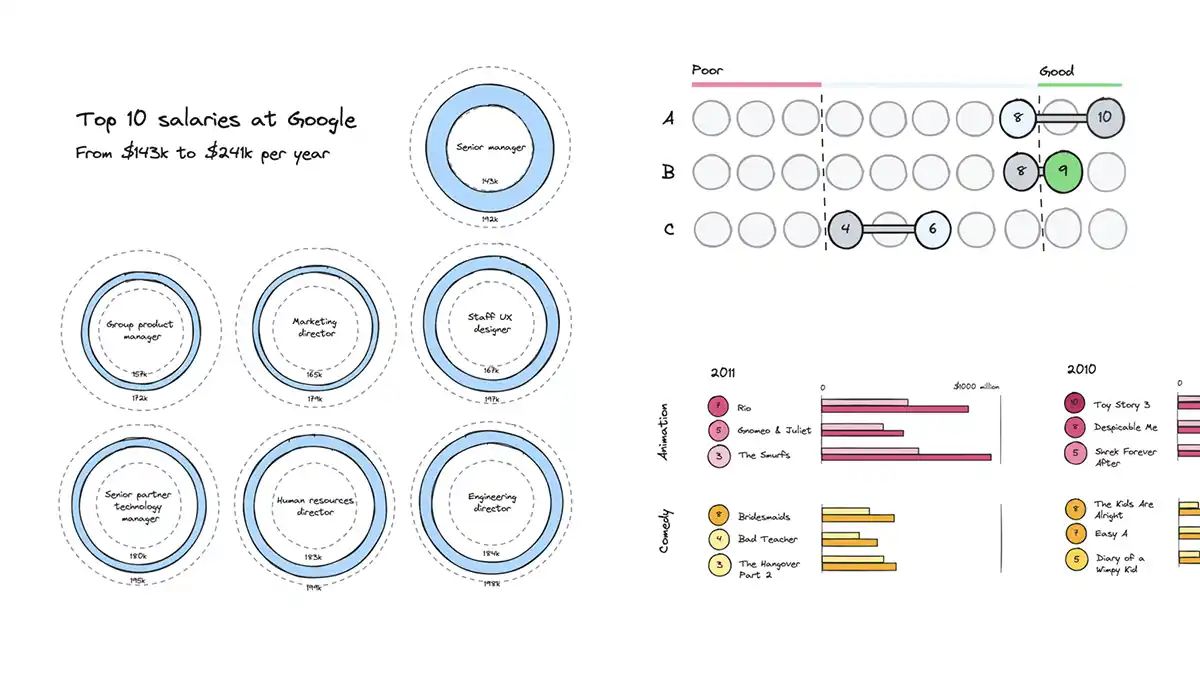 Top 10 salaries at Google
From $143k to $241k per year
Senior manager
143k
192k
Group product
manager
157k
172k
Marketing
director
165k
179k
Staff UX
designer
167k
197k
Senior partner
technology
manager
180k
195k
Human resources
director
183k
199k
Engineering
director
184k
198k
Poor
Good
A
8
10
B
8
9
C
4
6
2011
0
$1000 million
Animation
7
Rio
5
Gnomeo & Juliet
3
The Smurfs
Comedy
8
Bridesmaids
4
Bad Teacher
3
The Hangover
Part 2
2010
0
10
Toy Story 3
8
Despicable Me
5
Shrek Forever
After
8
The Kids Are
Alright
7
Easy A
5
Diary of a
Wimpy Kid